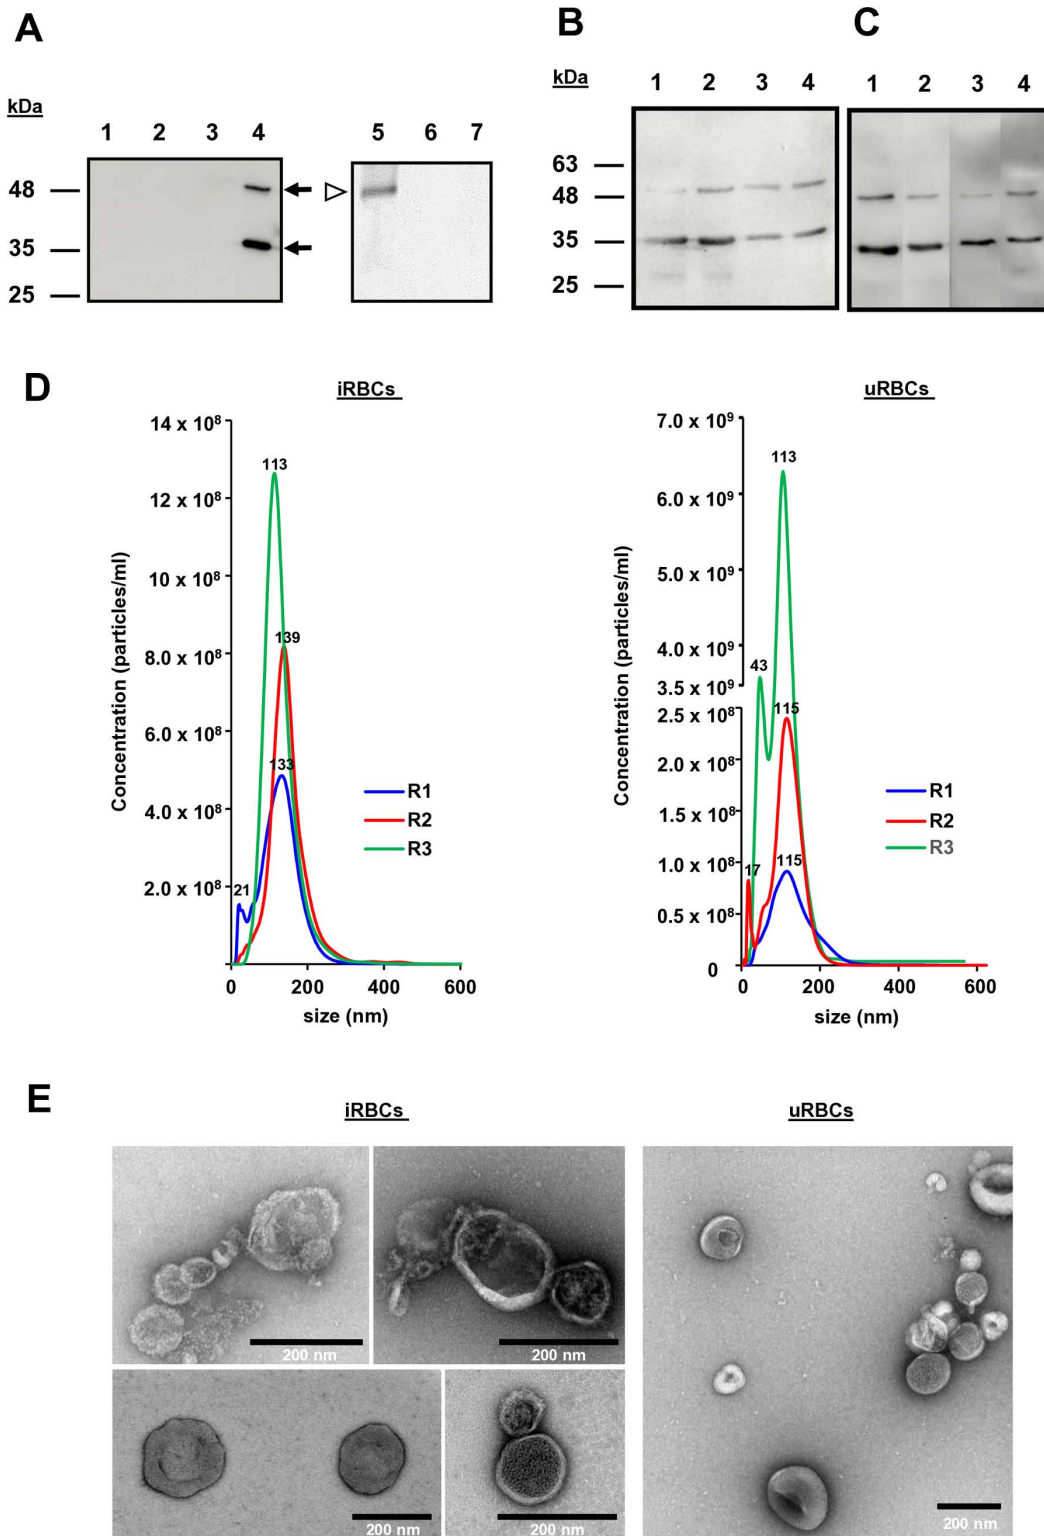 A
B
C
kDa
1 2 3 4 5 6 7
48
35
25
kDa
1 2 3 4
1 2 3 4
63
48
35
25
D
iRBCs
uRBCs
14 x 10⁸
12 x 10⁸
10 x 10⁸
8.0 x 10⁸
6.0 x 10⁸
4.0 x 10⁸
2.0 x 10⁸
Concentration (particles/ml)
113
139
133
21
R1
R2
R3
0 200 400 600
size (nm)
7.0 x 10⁹
6.0 x 10⁹
5.0 x 10⁹
4.0 x 10⁹
3.5 x 10⁹
2.5 x 10⁸
2.0 x 10⁸
1.5 x 10⁸
1.0 x 10⁸
0.5 x 10⁸
0
Concentration (particles/ml)
113
43
115
17
115
R1
R2
R3
0 200 400 600
size (nm)
E
iRBCs
uRBCs
200 nm
200 nm
200 nm
200 nm
200 nm